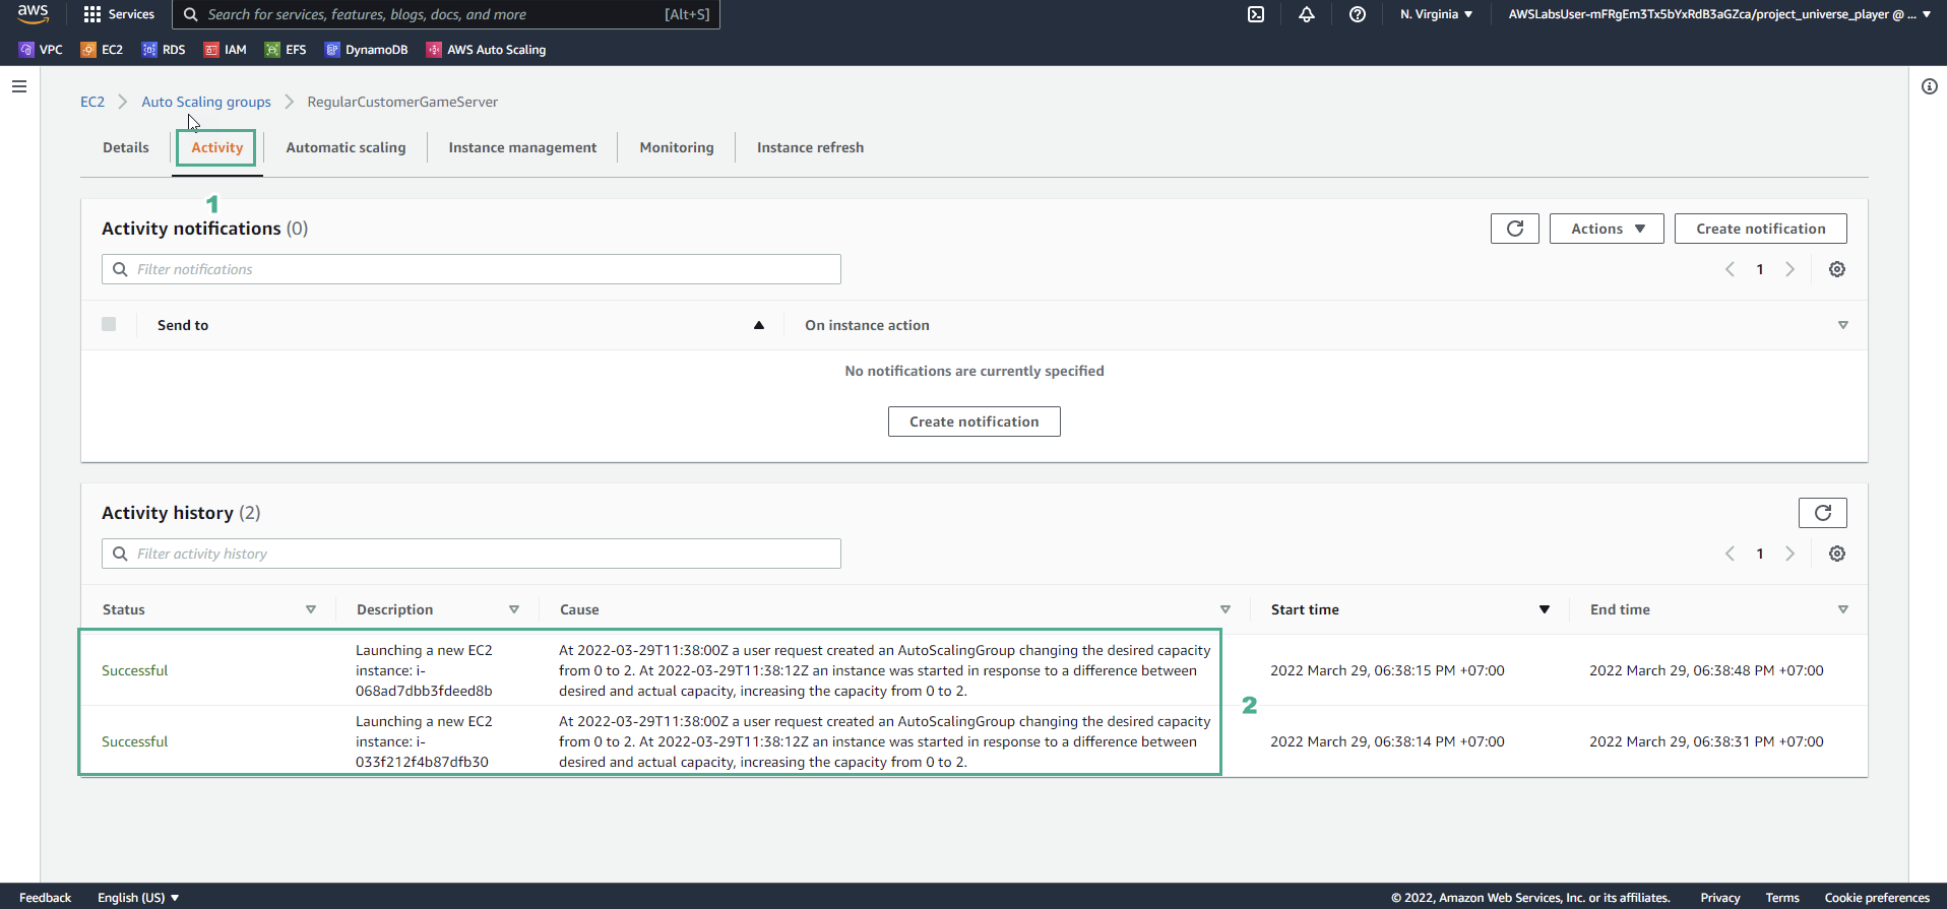 aws
Services
Search for services, features, blogs, docs, and more
[Alt+S]
N. Virginia
AWSLabsUser-mFRgEm3Tx5bYxRdB3aGZca/project_universe_player @ ...
VPC
EC2
RDS
IAM
EFS
DynamoDB
AWS Auto Scaling
EC2
Auto Scaling groups
RegularCustomerGameServer
Details
Activity
Automatic scaling
Instance management
Monitoring
Instance refresh
1
Activity notifications (0)
Actions
Create notification
Filter notifications
1
Send to
On instance action
No notifications are currently specified
Create notification
Activity history (2)
Filter activity history
1
Status
Description
Cause
Start time
End time
Successful
Launching a new EC2
instance: i-
068ad7dbb3fdeed8b
At 2022-03-29T11:38:00Z a user request created an AutoScalingGroup changing the desired capacity
from 0 to 2. At 2022-03-29T11:38:12Z an instance was started in response to a difference between
desired and actual capacity, increasing the capacity from 0 to 2.
2022 March 29, 06:38:15 PM +07:00
2022 March 29, 06:38:48 PM +07:00
2
Successful
Launching a new EC2
instance: i-
033f212f4b87dfb30
At 2022-03-29T11:38:00Z a user request created an AutoScalingGroup changing the desired capacity
from 0 to 2. At 2022-03-29T11:38:12Z an instance was started in response to a difference between
desired and actual capacity, increasing the capacity from 0 to 2.
2022 March 29, 06:38:14 PM +07:00
2022 March 29, 06:38:31 PM +07:00
Feedback
English (US)
© 2022, Amazon Web Services, Inc. or its affiliates.
Privacy
Terms
Cookie preferences